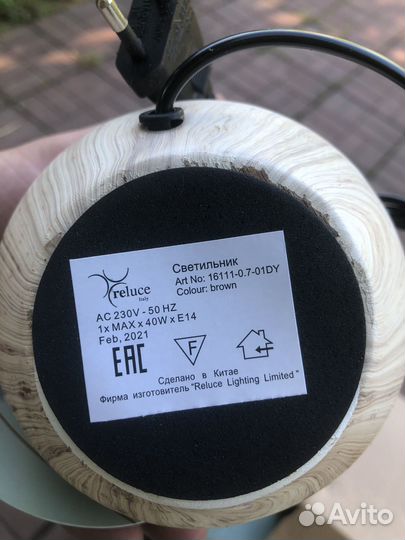 reluce
Italy
Светильник
Art No: 16111-0.7-01DY
Colour: brown
AC 230V - 50 HZ
1x MAX x 40W x E14
Feb, 2021
EAC
F
Сделано в Китае
Фирма изготовитель "Reluce Lighting Limited"
Avito